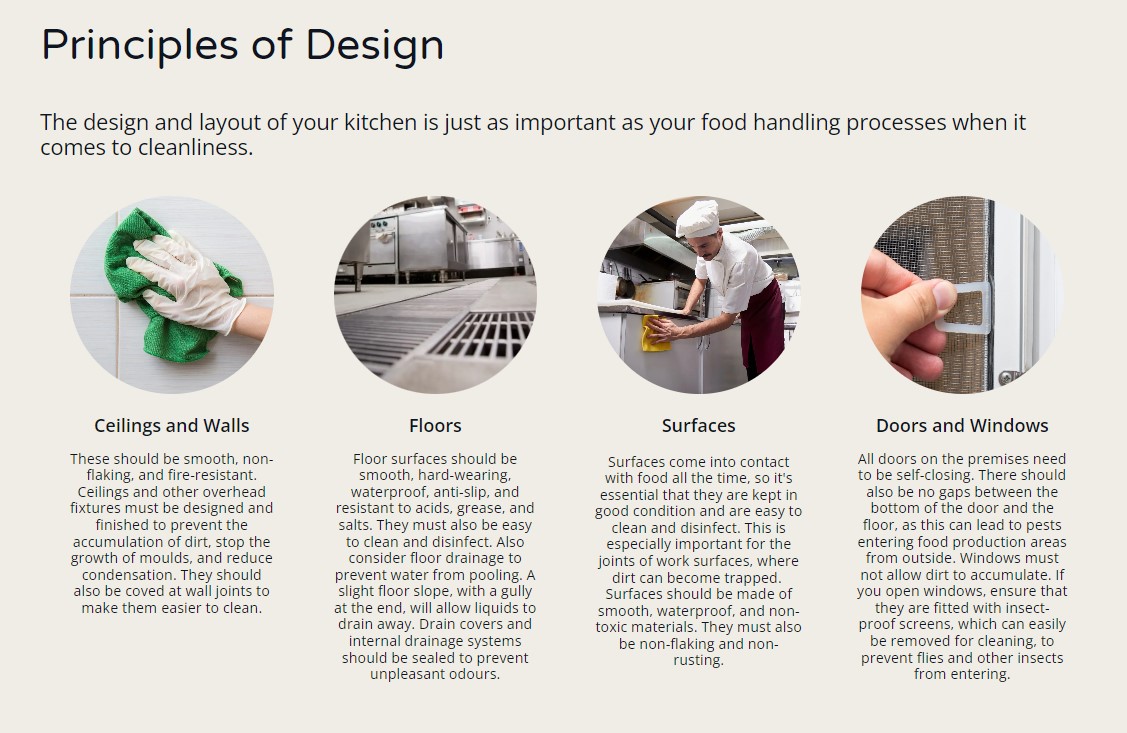 Principles of Design
The design and layout of your kitchen is just as important as your food handling processes when it
comes to cleanliness.
Ceilings and Walls
These should be smooth, non-
flaking, and fire-resistant.
Ceilings and other overhead
fixtures must be designed and
finished to prevent the
accumulation of dirt, stop the
growth of moulds, and reduce
condensation. They should
also be coved at wall joints to
make them easier to clean.
Floors
Floor surfaces should be
smooth, hard-wearing,
waterproof, anti-slip, and
resistant to acids, grease, and
salts. They must also be easy
to clean and disinfect. Also
consider floor drainage to
prevent water from pooling. A
slight floor slope, with a gully
at the end, will allow liquids to
drain away. Drain covers and
internal drainage systems
should be sealed to prevent
unpleasant odours.
Surfaces
Surfaces come into contact
with food all the time, so it's
essential that they are kept in
good condition and are easy to
clean and disinfect. This is
especially important for the
joints of work surfaces, where
dirt can become trapped.
Surfaces should be made of
smooth, waterproof, and non-
toxic materials. They must also
be non-flaking and non-
rusting.
Doors and Windows
All doors on the premises need
to be self-closing. There should
also be no gaps between the
bottom of the door and the
floor, as this can lead to pests
entering food production areas
from outside. Windows must
not allow dirt to accumulate. If
you open windows, ensure that
they are fitted with insect-
proof screens, which can easily
be removed for cleaning, to
prevent flies and other insects
from entering.